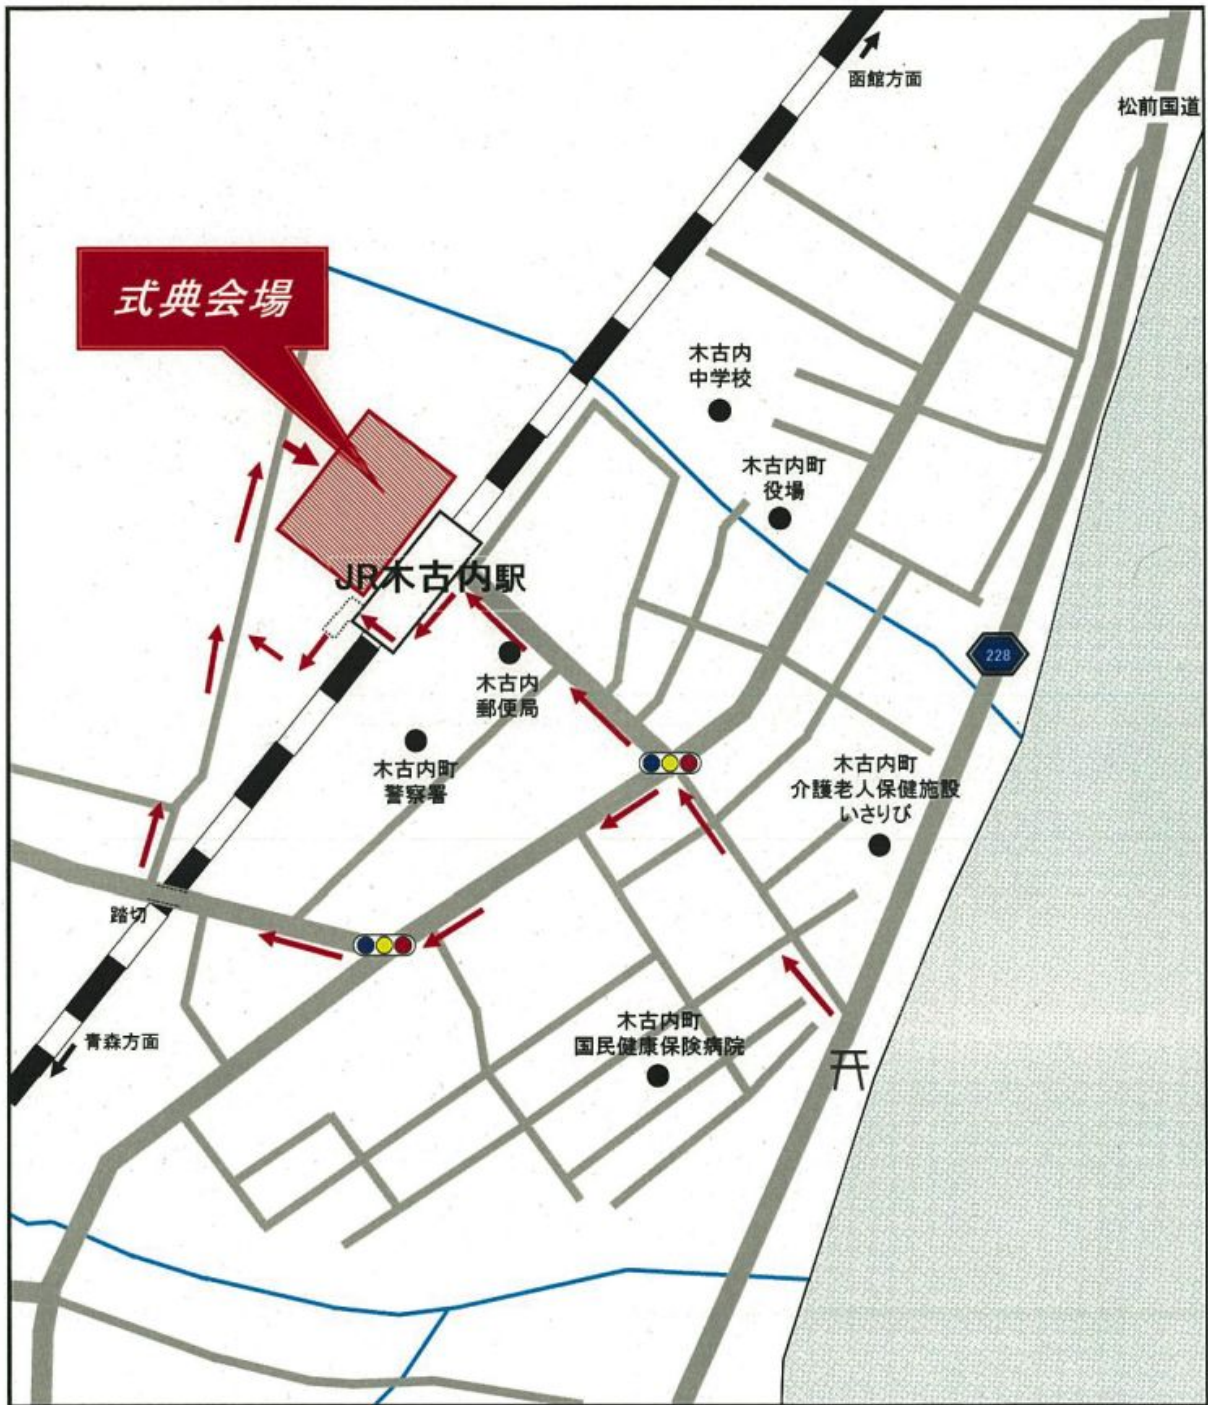 函館方面
松前国道
式典会場
木古内
中学校
木古内町
役場
JR木古内駅
228
木古内
郵便局
木古内町
警察署
木古内町
介護老人保健施設
いさりび
踏切
木古内町
国民健康保険病院
青森方面